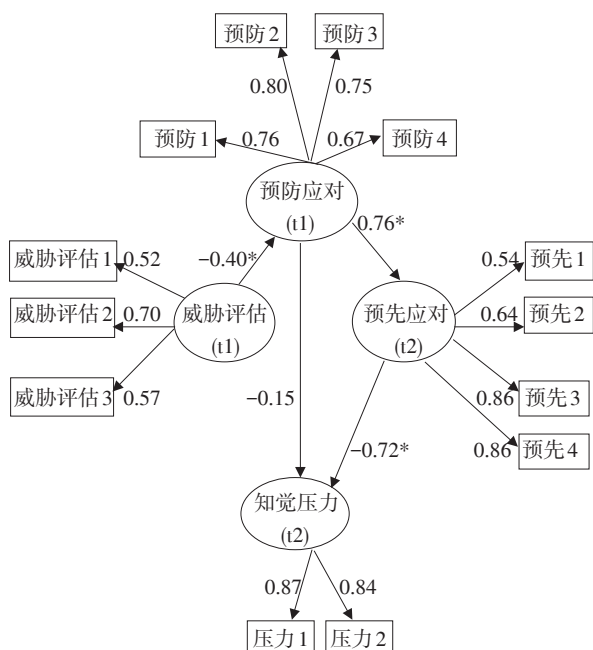 预防2 预防3
0.80 0.75
预防1 0.76 0.67 预防4
预防应对
(t1)
0.76*
威胁评估1 0.52 -0.40* 0.54 预先1
威胁评估2 0.70 威胁评估 预先应对 0.64 预先2
(t1) (t2)
威胁评估3 0.57 -0.15 0.86 预先3
-0.72* 0.86 预先4
知觉压力
(t2)
0.87 0.84
压力1 压力2